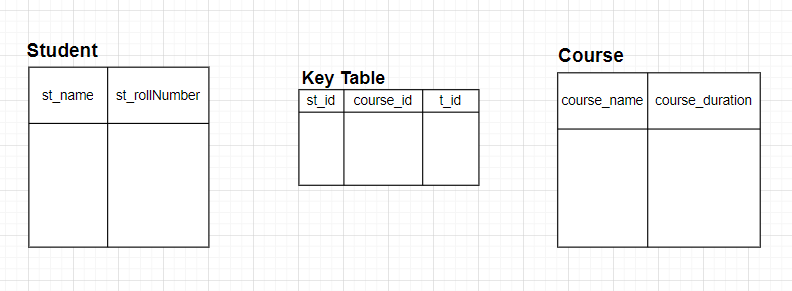 Student
st_name st_rollNumber
Key Table
st_id course_id t_id
Course
course_name course_duration